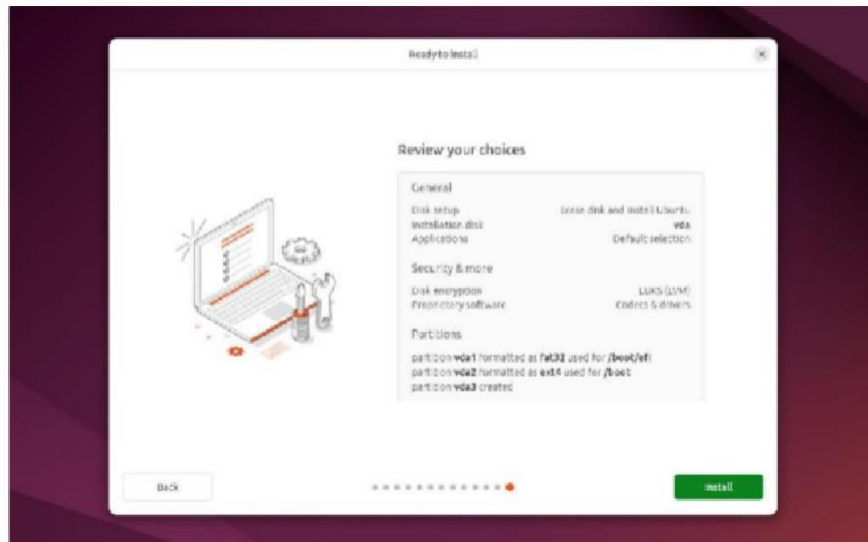 Ready to install
Review your choices
General
Disk setup Erase disk and install Ubuntu
Installation disk vda
Applications Default selection
Security & more
Disk encryption LUKS (LVM)
Proprietary software Codecs & drivers
Partitions
partition vda1 formatted as fat32 used for /boot/efi
partition vda2 formatted as ext4 used for /boot
partition vda3 created
Back Install